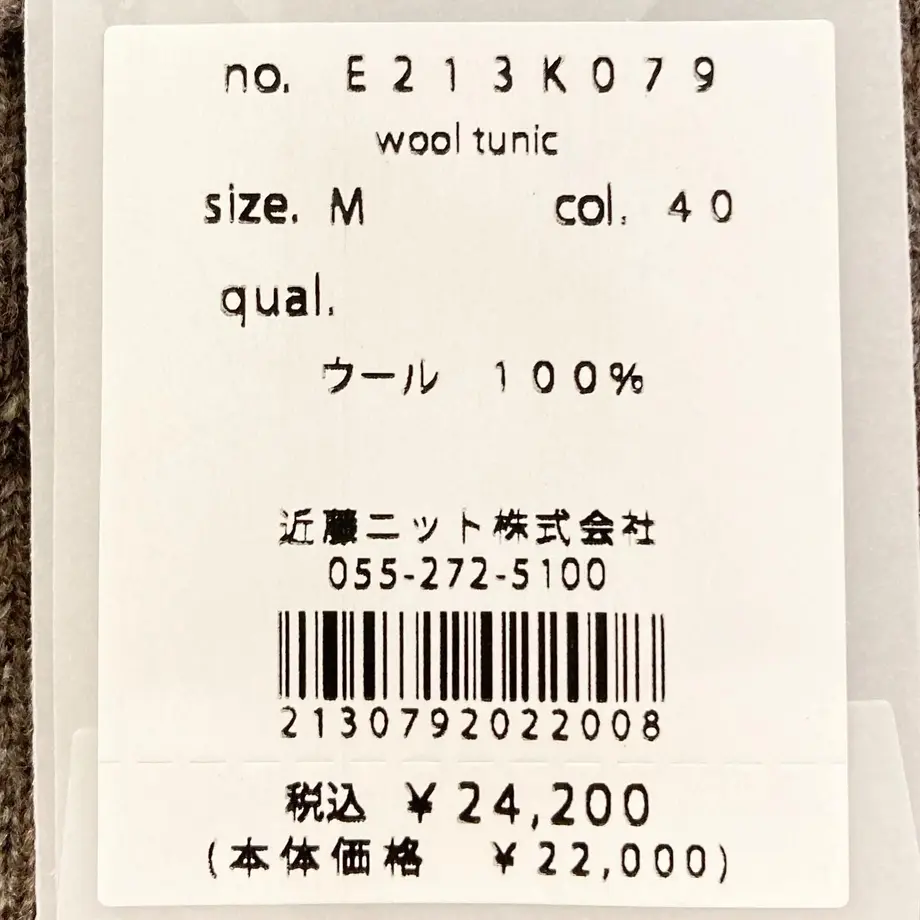 no. E213K079
wool tunic
size. M col. 40
qual.
ウール 100%
近藤ニット株式会社
055-272-5100
2130792022008
税込 ¥24,200
(本体価格 ¥22,000)